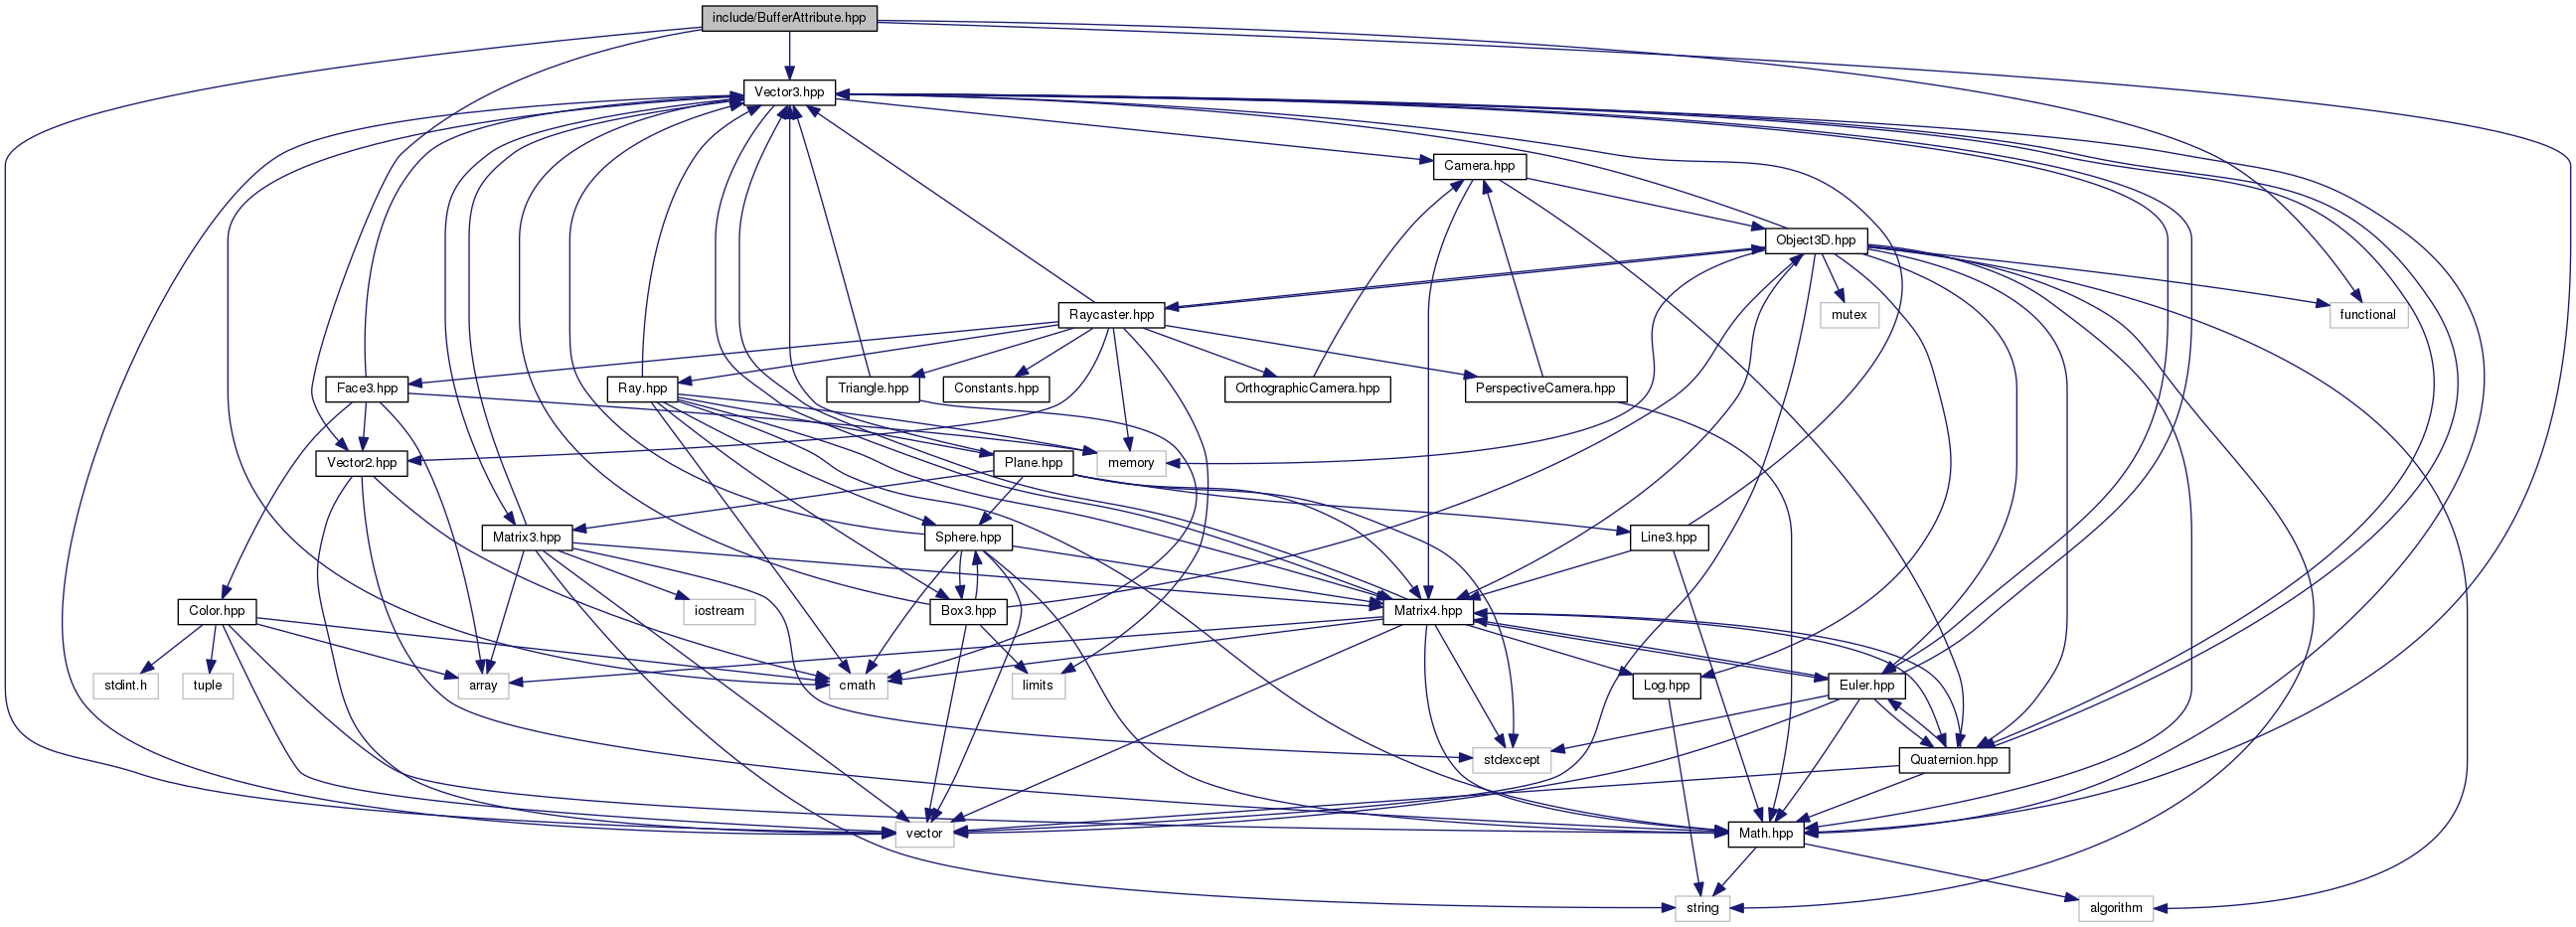 include/BufferAttribute.hpp
Vector3.hpp
Camera.hpp
Object3D.hpp
Raycaster.hpp
mutex
functional
Face3.hpp
Ray.hpp
Triangle.hpp
Constants.hpp
OrthographicCamera.hpp
PerspectiveCamera.hpp
Vector2.hpp
Plane.hpp
memory
Matrix3.hpp
Sphere.hpp
Line3.hpp
Color.hpp
iostream
Box3.hpp
Matrix4.hpp
stdint.h
tuple
array
cmath
limits
Log.hpp
Euler.hpp
stdexcept
Quaternion.hpp
vector
Math.hpp
string
algorithm